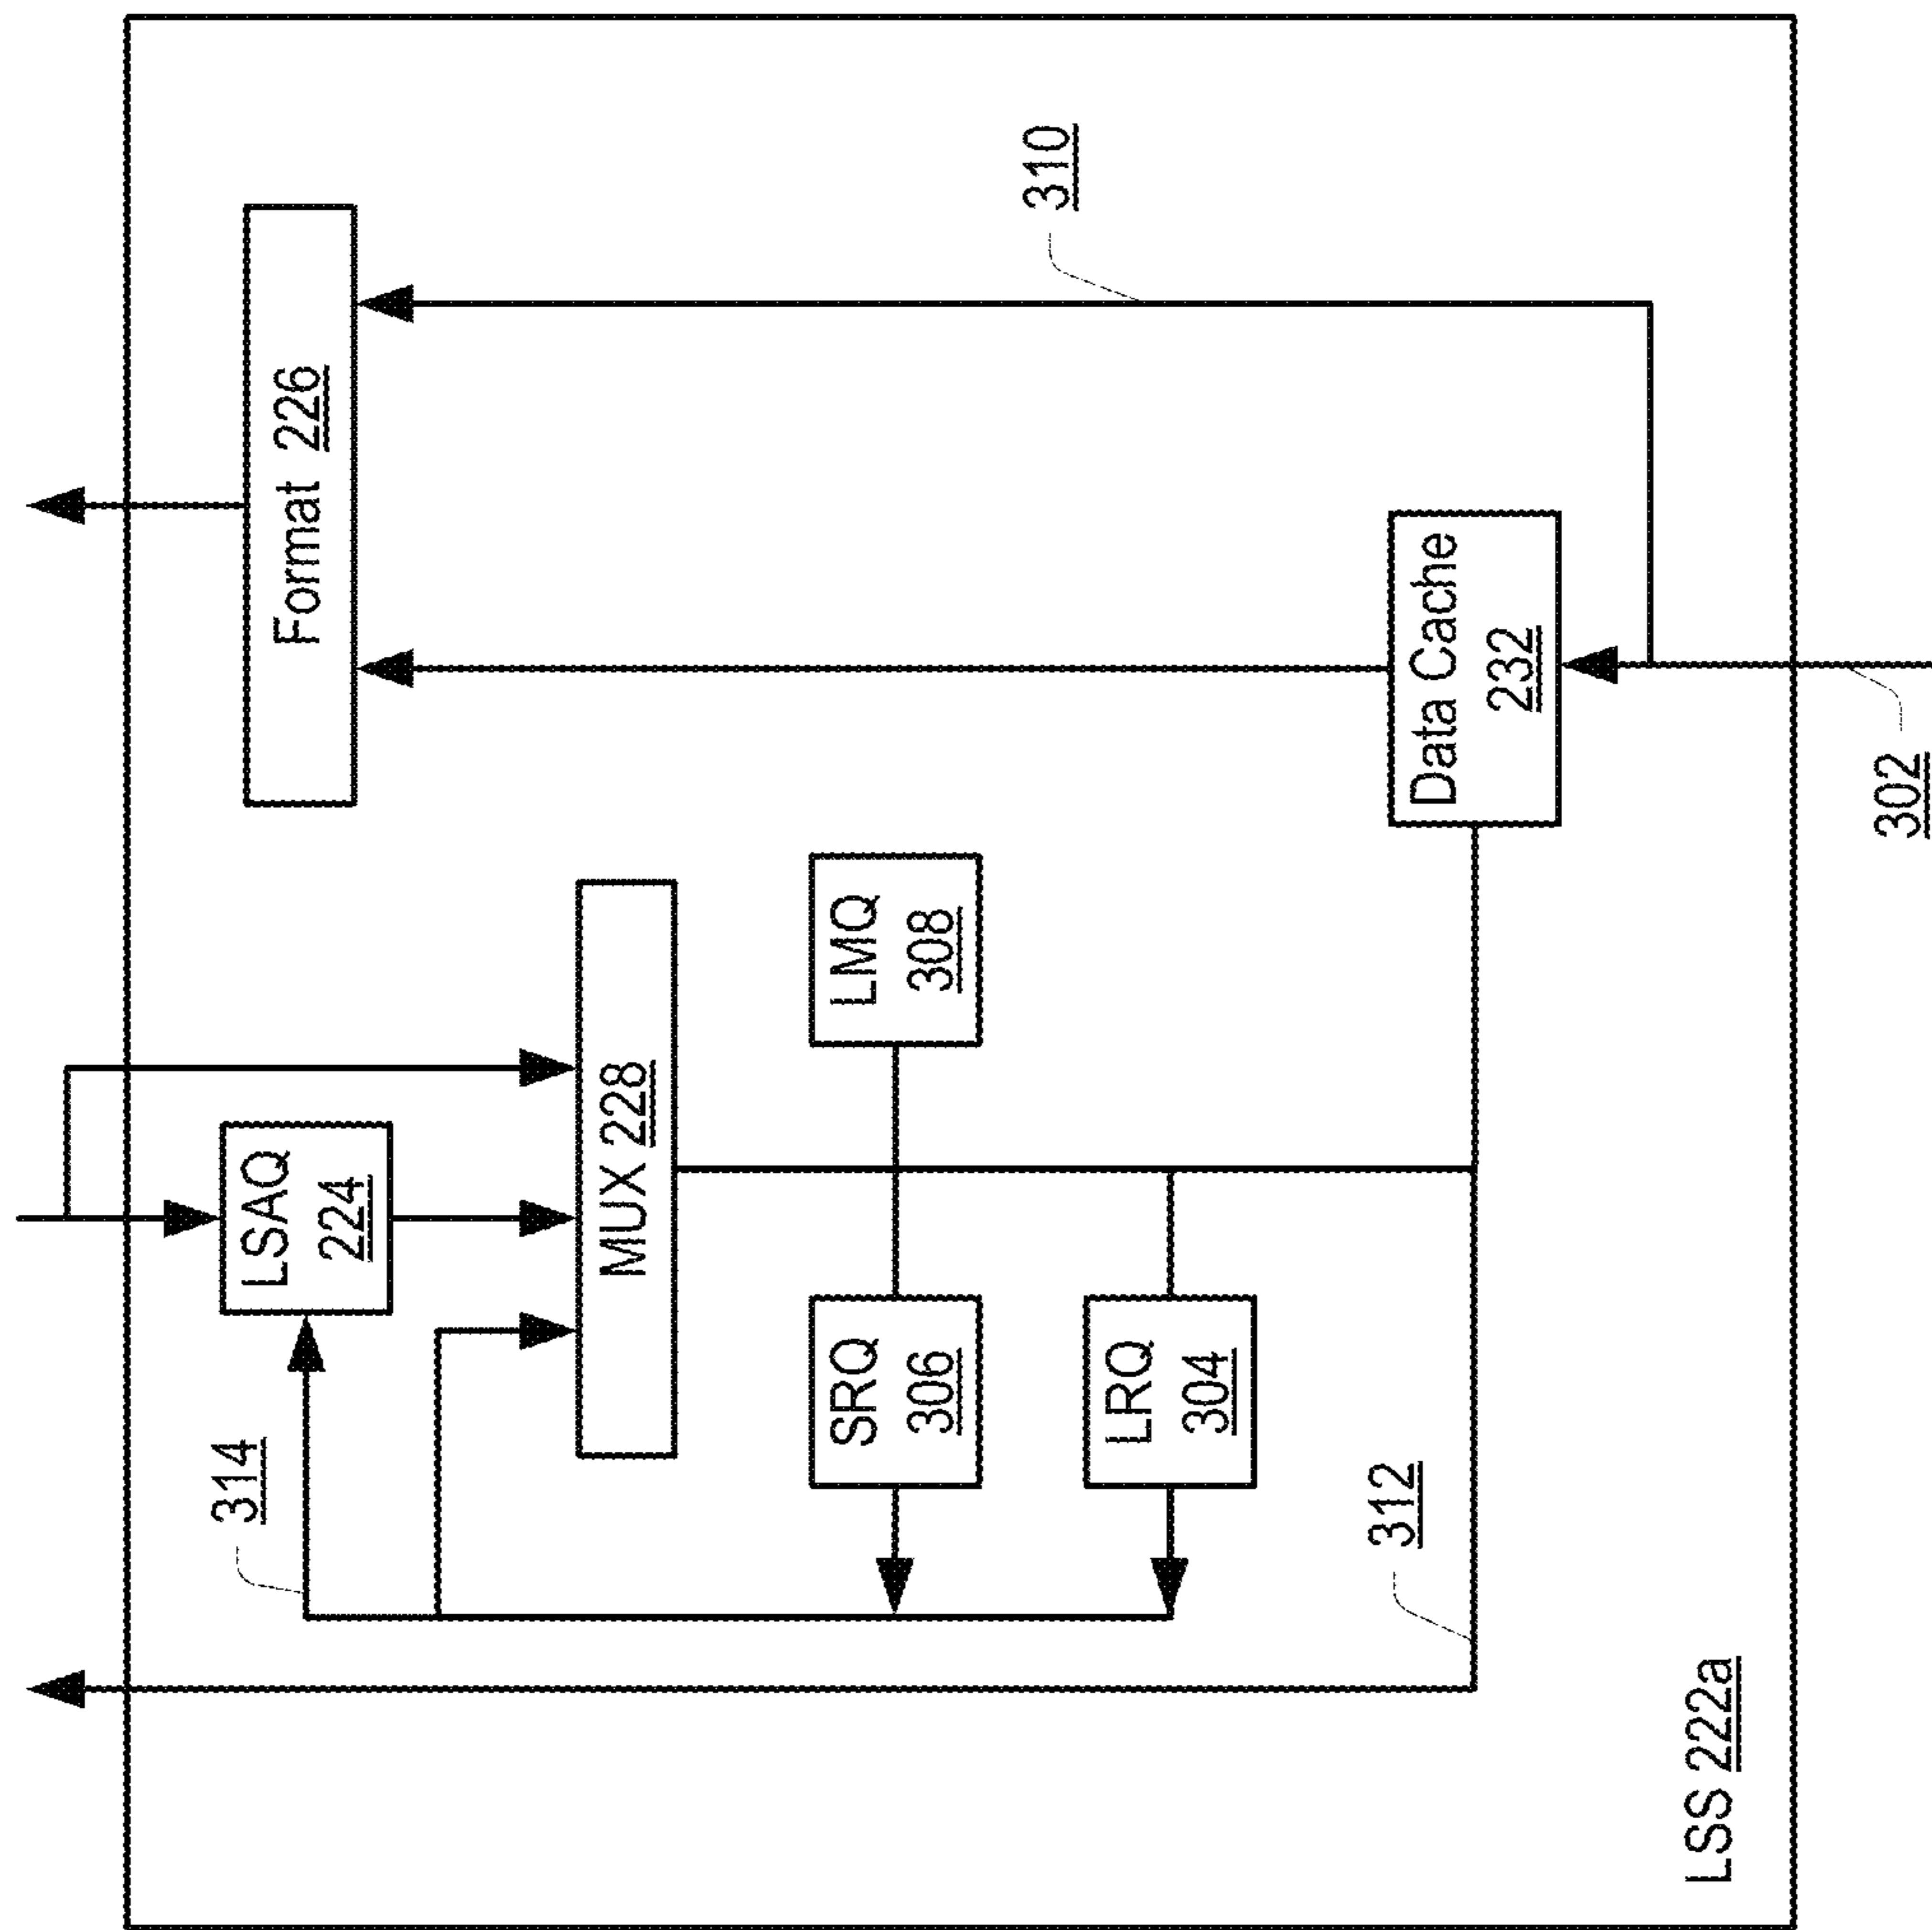 314
LSAQ
224
Format 226
MUX 228
SRQ
306
LMQ
308
310
LRQ
304
312
Data Cache
232
LSS 222a
302